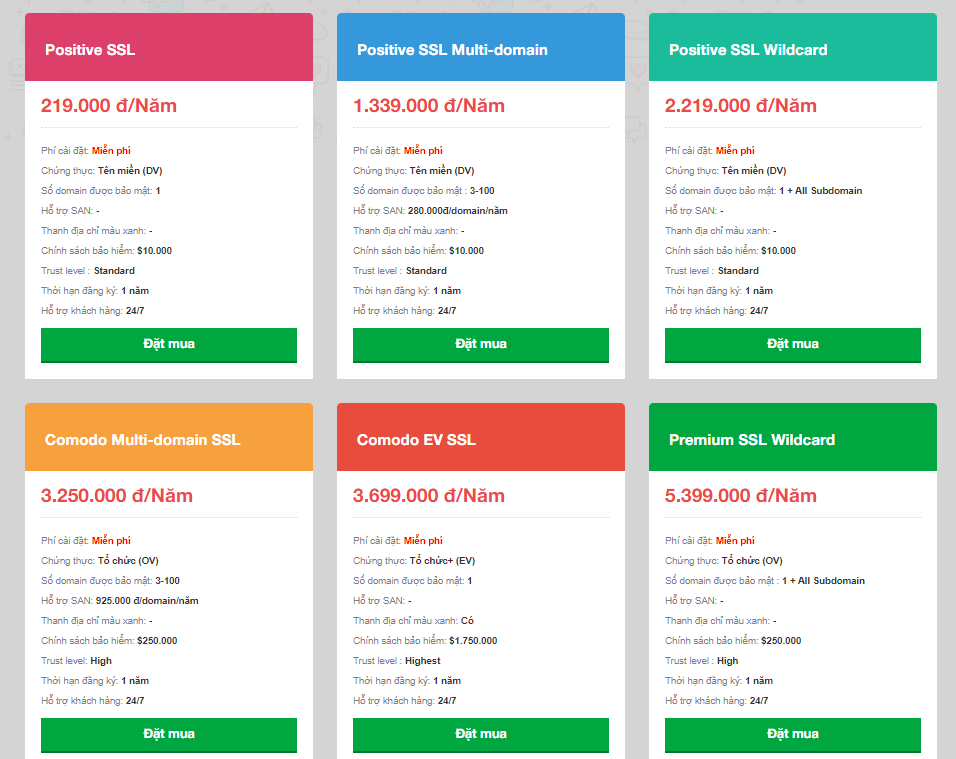 Positive SSL
219.000 đ/Năm
Phí cài đặt: Miễn phí
Chứng thực: Tên miền (DV)
Số domain được bảo mật: 1
Hỗ trợ SAN: -
Thanh địa chỉ màu xanh: -
Chính sách bảo hiểm: $10.000
Trust level : Standard
Thời hạn đăng ký: 1 năm
Hỗ trợ khách hàng: 24/7
Đặt mua
Positive SSL Multi-domain
1.339.000 đ/Năm
Phí cài đặt: Miễn phí
Chứng thực: Tên miền (DV)
Số domain được bảo mật : 3-100
Hỗ trợ SAN: 280.000đ/domain/năm
Thanh địa chỉ màu xanh: -
Chính sách bảo hiểm: $10.000
Trust level : Standard
Thời hạn đăng ký: 1 năm
Hỗ trợ khách hàng: 24/7
Đặt mua
Positive SSL Wildcard
2.219.000 đ/Năm
Phí cài đặt: Miễn phí
Chứng thực: Tên miền (DV)
Số domain được bảo mật: 1 + All Subdomain
Hỗ trợ SAN: -
Thanh địa chỉ màu xanh: -
Chính sách bảo hiểm: $10.000
Trust level : Standard
Thời hạn đăng ký: 1 năm
Hỗ trợ khách hàng: 24/7
Đặt mua
Comodo Multi-domain SSL
3.250.000 đ/Năm
Phí cài đặt: Miễn phí
Chứng thực: Tổ chức (OV)
Số domain được bảo mật: 3-100
Hỗ trợ SAN: 925.000 đ/domain/năm
Thanh địa chỉ màu xanh: -
Chính sách bảo hiểm: $250.000
Trust level: High
Thời hạn đăng ký: 1 năm
Hỗ trợ khách hàng: 24/7
Đặt mua
Comodo EV SSL
3.699.000 đ/Năm
Phí cài đặt: Miễn phí
Chứng thực: Tổ chức+ (EV)
Số domain được bảo mật: 1
Hỗ trợ SAN: -
Thanh địa chỉ màu xanh: Có
Chính sách bảo hiểm: $1.750.000
Trust level : Highest
Thời hạn đăng ký: 1 năm
Hỗ trợ khách hàng: 24/7
Đặt mua
Premium SSL Wildcard
5.399.000 đ/Năm
Phí cài đặt: Miễn phí
Chứng thực: Tổ chức (OV)
Số domain được bảo mật : 1 + All Subdomain
Hỗ trợ SAN: -
Thanh địa chỉ màu xanh: -
Chính sách bảo hiểm: $250.000
Trust level : High
Thời hạn đăng ký: 1 năm
Hỗ trợ khách hàng: 24/7
Đặt mua